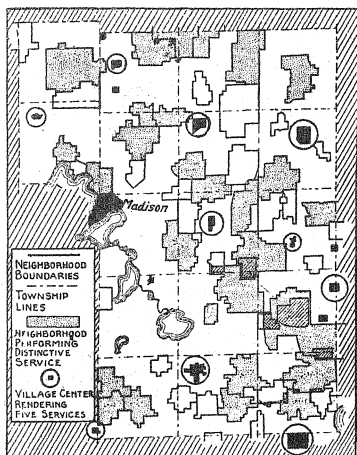 Madison
NEIGHBORHOOD
BOUNDARIES
TOWNSHIP
LINES
NEIGHBORHOOD
PERFORMING
DISTINCTIVE
SERVICE
VILLAGE CENTER
RENDERING
FIVE SERVICES